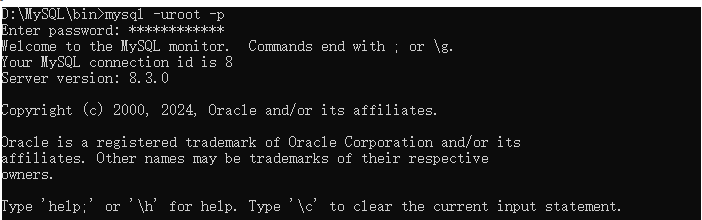 D:\MySQL\bin>mysql -uroot -p
Enter password: ************
Welcome to the MySQL monitor.  Commands end with ; or \g.
Your MySQL connection id is 8
Server version: 8.3.0
Copyright (c) 2000, 2024, Oracle and/or its affiliates.
Oracle is a registered trademark of Oracle Corporation and/or its
affiliates. Other names may be trademarks of their respective
owners.
Type 'help;' or '\h' for help. Type '\c' to clear the current input statement.